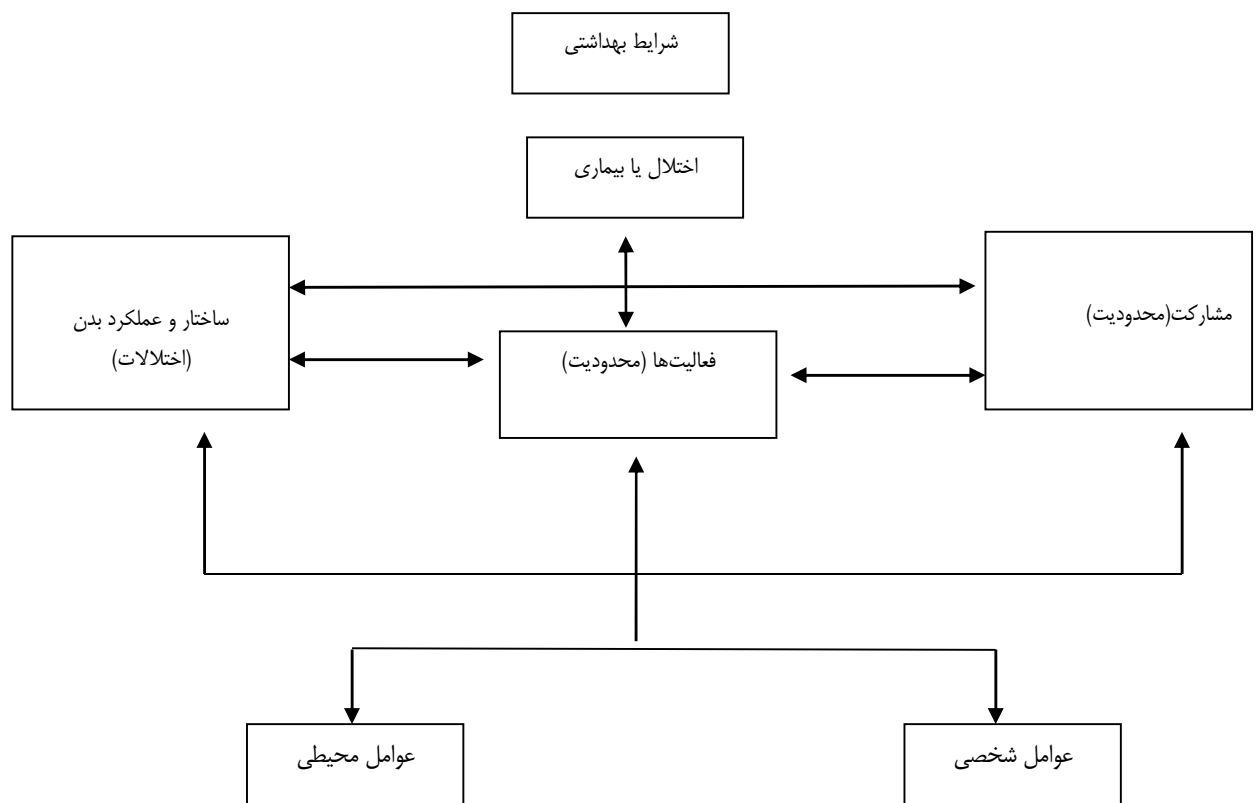 شرایط بهداشتی
اختلال یا بیماری
مشارکت(محدودیت)
ساختار و عملکرد بدن
(اختلالات)
فعالیت‌ها (محدودیت)
عوامل شخصی
عوامل محیطی